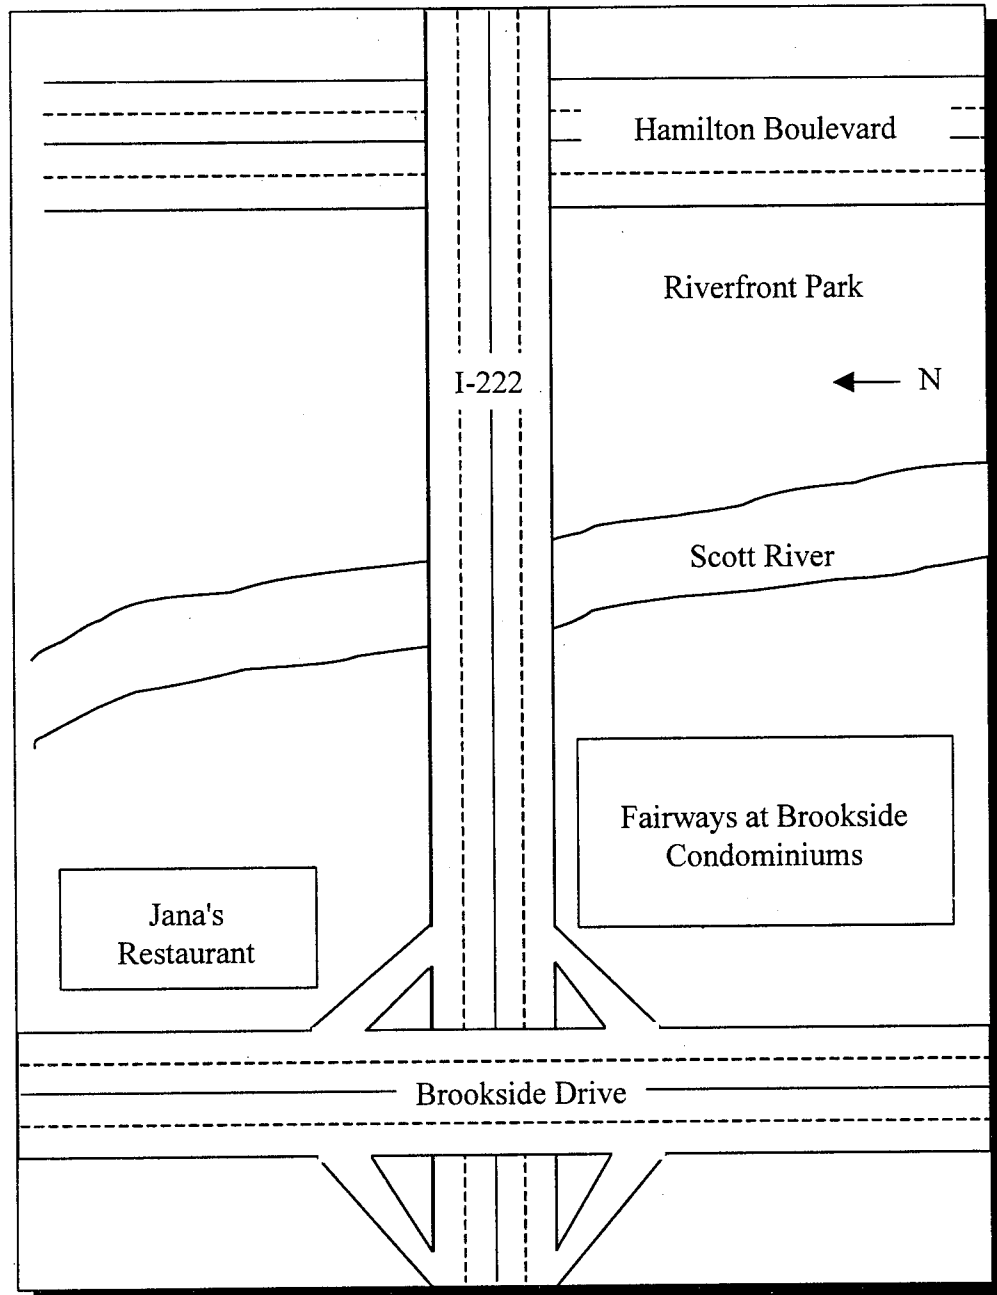 Hamilton Boulevard
Riverfront Park
I-222
N
Scott River
Fairways at Brookside
Condominiums
Jana's
Restaurant
Brookside Drive